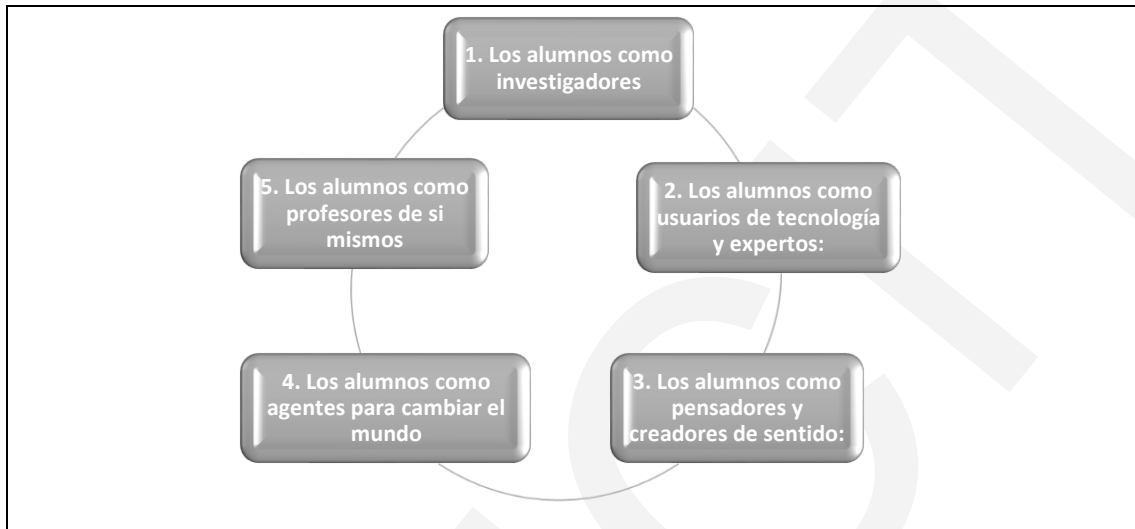 1. Los alumnos como
investigadores
2. Los alumnos como
usuarios de tecnología
y expertos:
3. Los alumnos como
pensadores y
creadores de sentido:
4. Los alumnos como
agentes para cambiar el
mundo
5. Los alumnos como
profesores de si
mismos